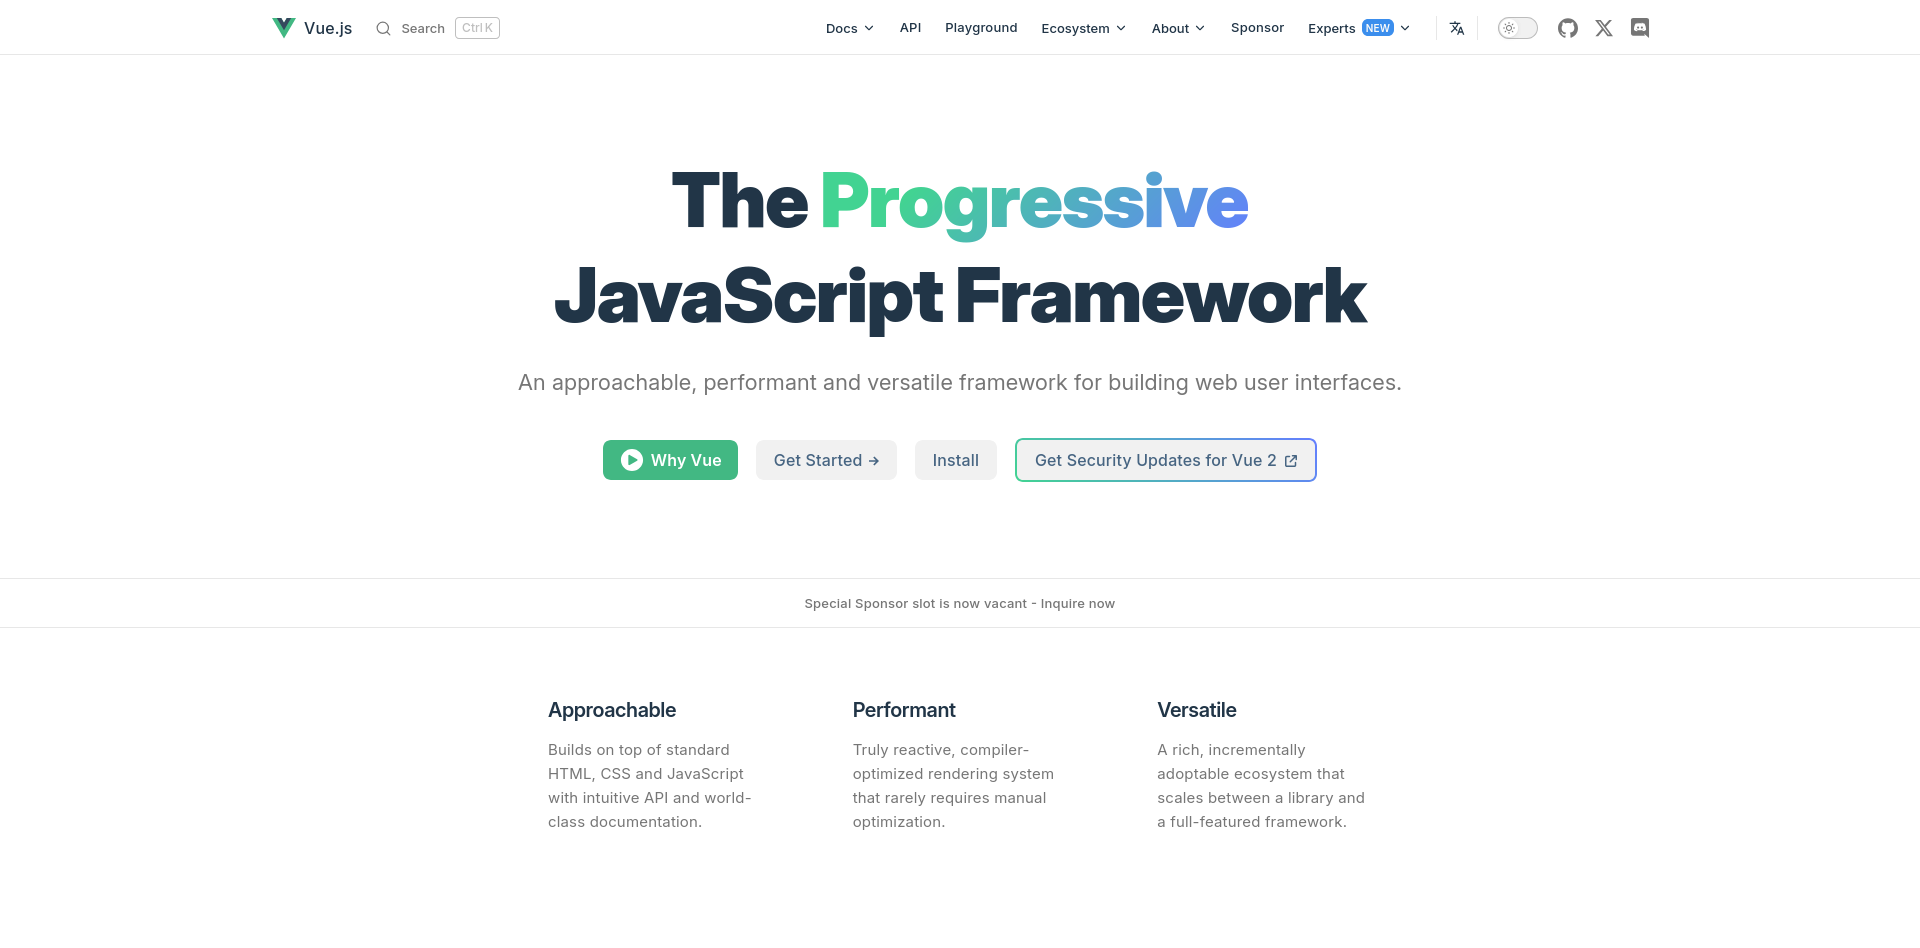 Vue.js
Search Ctrl K
Docs API Playground Ecosystem About Sponsor Experts NEW
The Progressive
JavaScript Framework
An approachable, performant and versatile framework for building web user interfaces.
Why Vue
Get Started →
Install
Get Security Updates for Vue 2
Special Sponsor slot is now vacant - Inquire now
Approachable
Builds on top of standard
HTML, CSS and JavaScript
with intuitive API and world-
class documentation.
Performant
Truly reactive, compiler-
optimized rendering system
that rarely requires manual
optimization.
Versatile
A rich, incrementally
adoptable ecosystem that
scales between a library and
a full-featured framework.